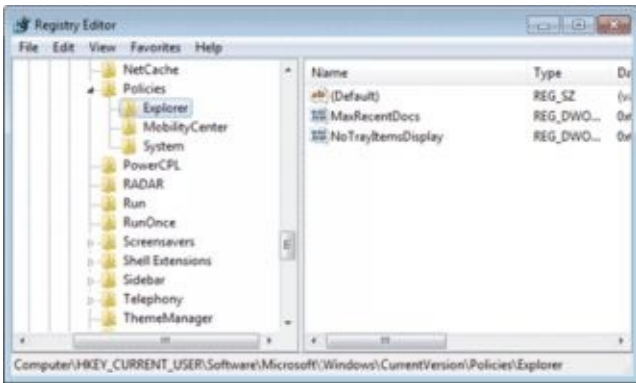 Registry Editor
File Edit View Favorites Help
NetCache
Policies
Explorer
MobilityCenter
System
PowerCPL
RADAR
Run
RunOnce
Screensavers
Shell Extensions
Sidebar
Telephony
ThemeManager
Name Type
(Default) REG_SZ
MaxRecentDocs REG_DWO...
NoTrayItemsDisplay REG_DWO...
Computer\HKEY_CURRENT_USER\Software\Microsoft\Windows\CurrentVersion\Policies\Explorer